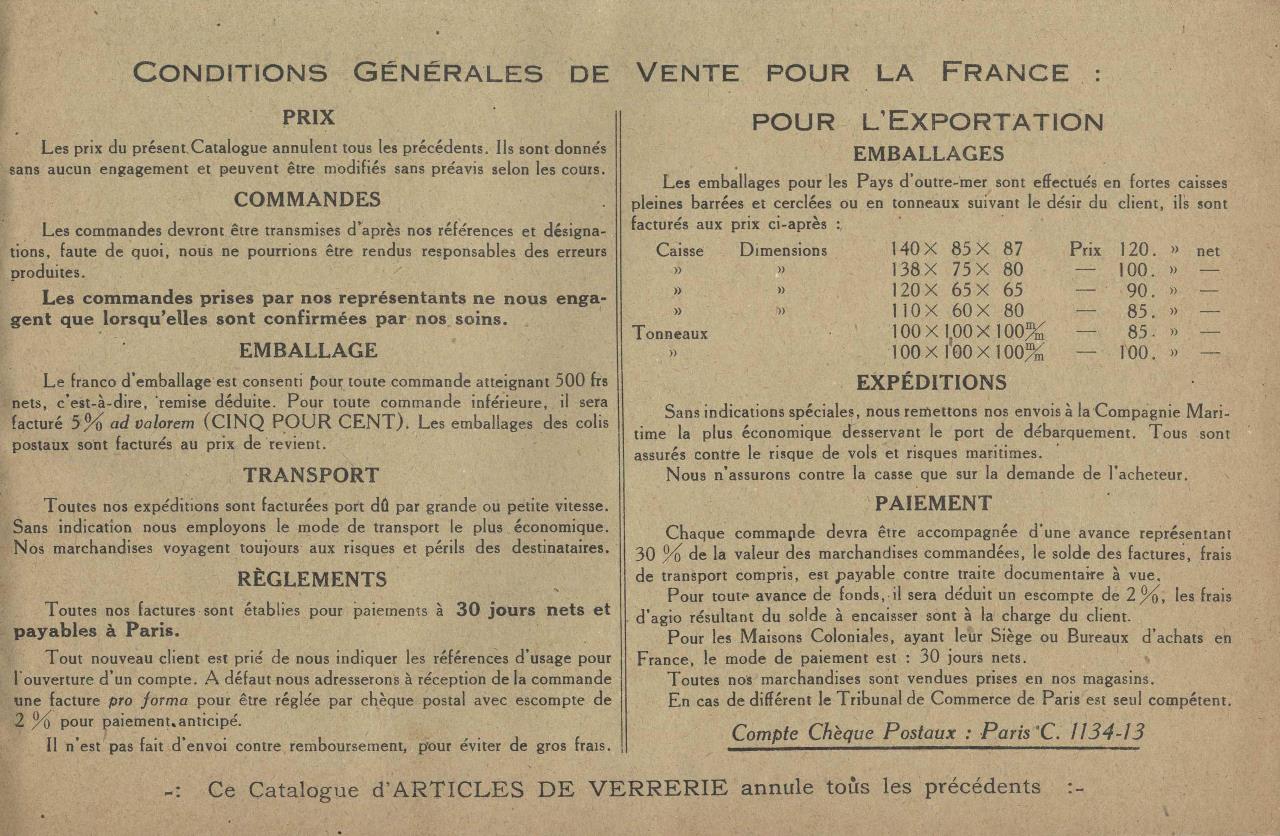 CONDITIONS GÉNÉRALES DE VENTE POUR LA FRANCE :
PRIX
Les prix du présent Catalogue annulent tous les précédents. Ils sont donnés
sans aucun engagement et peuvent être modifiés sans préavis selon les cours.
COMMANDES
Les commandes devront être transmises d'après nos références et désigna-
tions, faute de quoi, nous ne pourrions être rendus responsables des erreurs
produites.
Les commandes prises par nos représentants ne nous enga-
gent que lorsqu'elles sont confirmées par nos soins.
EMBALLAGE
Le franco d'emballage est consenti pour toute commande atteignant 500 frs
nets, c'est-à-dire, remise déduite. Pour toute commande inférieure, il sera
facturé 5 % ad valorem (CINQ POUR CENT). Les emballages des colis
postaux sont facturés au prix de revient.
TRANSPORT
Toutes nos expéditions sont facturées port dû par grande ou petite vitesse.
Sans indication nous employons le mode de transport le plus économique.
Nos marchandises voyagent toujours aux risques et périls des destinataires.
RÈGLEMENTS
Toutes nos factures sont établies pour paiements à 30 jours nets et
payables à Paris.
Tout nouveau client est prié de nous indiquer les références d'usage pour
l'ouverture d'un compte. A défaut nous adresserons à réception de la commande
une facture pro forma pour être réglée par chèque postal avec escompte de
2 % pour paiement anticipé.
Il n'est pas fait d'envoi contre remboursement, pour éviter de gros frais.
POUR L'EXPORTATION
EMBALLAGES
Les emballages pour les Pays d'outre-mer sont effectués en fortes caisses
pleines barrées et cerclées ou en tonneaux suivant le désir du client, ils sont
facturés aux prix ci-après :
Caisse Dimensions 140 × 85 × 87 Prix 120. » net
» » 138 × 75 × 80 — 100. » —
» » 120 × 65 × 65 — 90. » —
» » 110 × 60 × 80 — 85. » —
Tonneaux 100 × 100 × 100 m/m — 85. » —
» 100 × 100 × 100 m/m — 100. » —
EXPÉDITIONS
Sans indications spéciales, nous remettons nos envois à la Compagnie Mari-
time la plus économique desservant le port de débarquement. Tous sont
assurés contre le risque de vols et risques maritimes.
Nous n'assurons contre la casse que sur la demande de l'acheteur.
PAIEMENT
Chaque commande devra être accompagnée d'une avance représentant
30 % de la valeur des marchandises commandées, le solde des factures, frais
de transport compris, est payable contre traite documentaire à vue.
Pour toute avance de fonds, il sera déduit un escompte de 2 %, les frais
d'agio résultant du solde à encaisser sont à la charge du client.
Pour les Maisons Coloniales, ayant leur Siège ou Bureaux d'achats en
France, le mode de paiement est : 30 jours nets.
Toutes nos marchandises sont vendues prises en nos magasins.
En cas de différent le Tribunal de Commerce de Paris est seul compétent.
Compte Chèque Postaux : Paris C. 1134-13
-: Ce Catalogue d'ARTICLES DE VERRERIE annule tous les précédents :-